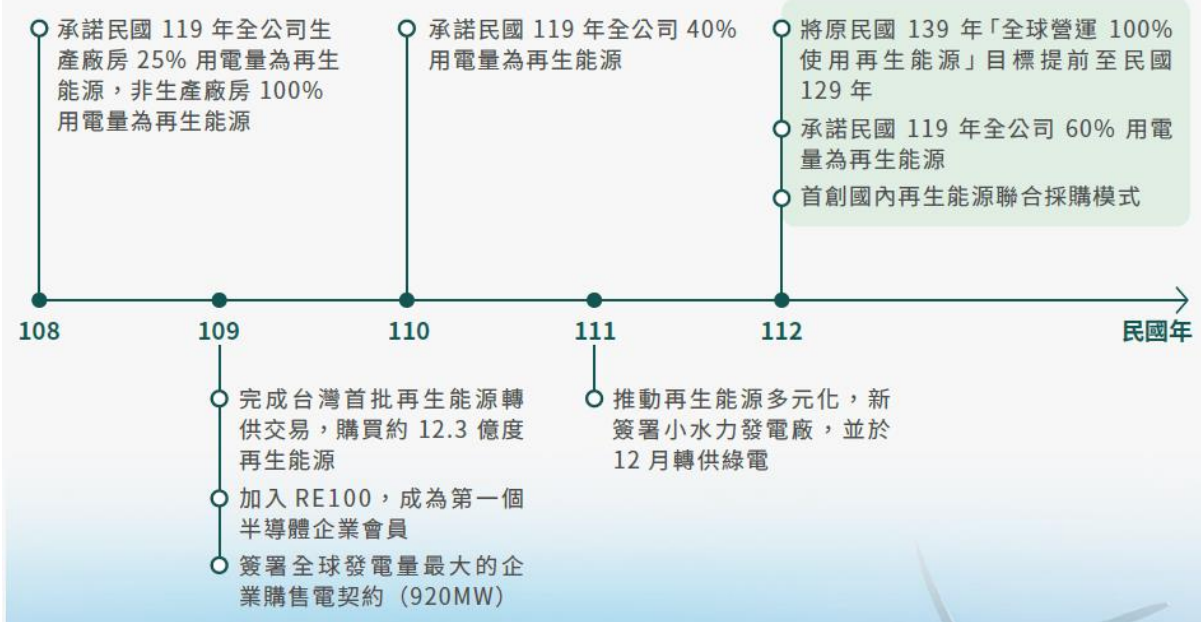 承諾民國 119 年全公司生
產廠房 25% 用電量為再生
能源，非生產廠房 100%
用電量為再生能源
承諾民國 119 年全公司 40%
用電量為再生能源
將原民國 139 年「全球營運 100%
使用再生能源」目標提前至民國
129 年
承諾民國 119 年全公司 60% 用電
量為再生能源
首創國內再生能源聯合採購模式
108
109
110
111
112
民國年
完成台灣首批再生能源轉
供交易，購買約 12.3 億度
再生能源
加入 RE100，成為第一個
半導體企業會員
簽署全球發電量最大的企
業購售電契約（920MW）
推動再生能源多元化，新
簽署小水力發電廠，並於
12 月轉供綠電